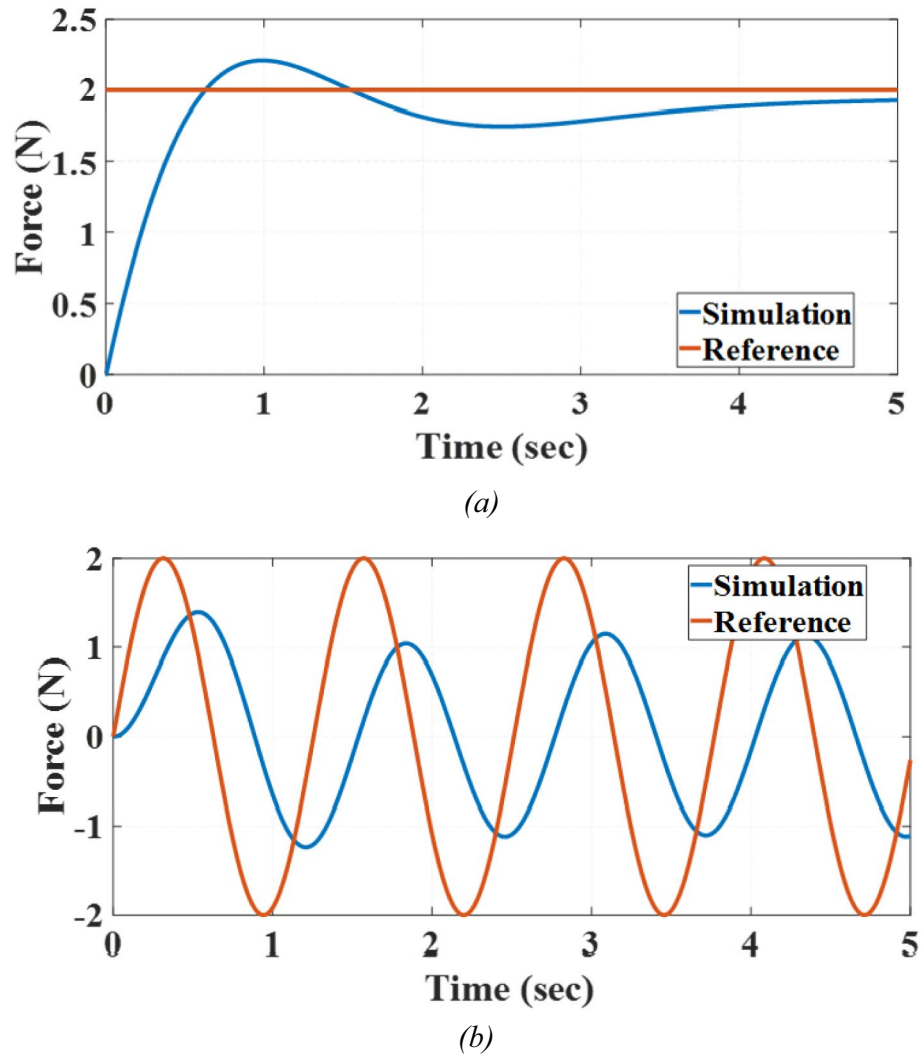 2.5
2
1.5
1
0.5
0
Force (N)
Simulation
Reference
0 1 2 3 4 5
Time (sec)
(a)
2
1
0
-1
-2
Force (N)
Simulation
Reference
0 1 2 3 4 5
Time (sec)
(b)